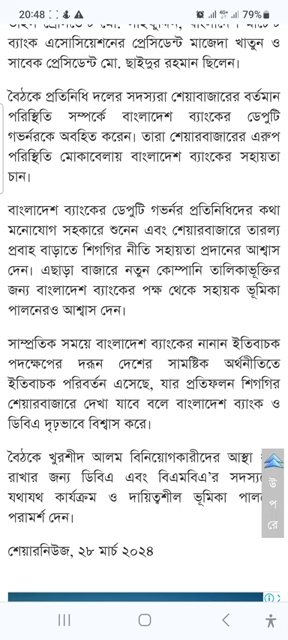 20:48
79%
ব্যাংক এসোসিয়েশনের প্রেসিডেন্ট মাজেদা খাতুন ও
সাবেক প্রেসিডেন্ট মো. ছাইদুর রহমান ছিলেন।
বৈঠকে প্রতিনিধি দলের সদস্যরা শেয়াবাজারের বর্তমান
পরিস্থিতি সম্পর্কে বাংলাদেশ ব্যাংকের ডেপুটি
গভর্নরকে অবহিত করেন। তারা শেয়ারবাজারের এরুপ
পরিস্থিতি মোকাবেলায় বাংলাদেশ ব্যাংকের সহায়তা
চান।
বাংলাদেশ ব্যাংকের ডেপুটি গভর্নর প্রতিনিধিদের কথা
মনোযোগ সহকারে শুনেন এবং শেয়ারবাজারে তারল্য
প্রবাহ বাড়াতে শিগগির নীতি সহায়তা প্রদানের আশ্বাস
দেন। এছাড়া বাজারে নতুন কোম্পানি তালিকাভূক্তির
জন্য বাংলাদেশ ব্যাংকের পক্ষ থেকে সহায়ক ভূমিকা
পালনেরও আশ্বাস দেন।
সাম্প্রতিক সময়ে বাংলাদেশ ব্যাংকের নানান ইতিবাচক
পদক্ষেপের দরূন দেশের সামষ্টিক অর্থনীতিতে
ইতিবাচক পরিবর্তন এসেছে, যার প্রতিফলন শিগগির
শেয়ারবাজারে দেখা যাবে বলে বাংলাদেশ ব্যাংক ও
ডিবিএ দৃঢ়ভাবে বিশ্বাস করে।
বৈঠকে খুরশীদ আলম বিনিয়োগকারীদের আস্থা
রাখার জন্য ডিবিএ এবং বিএমবিএ'র
যথাযথ কার্যক্রম ও দায়িত্বশীল ভূমিকা
পরামর্শ দেন।
উপরে
শেয়ারনিউজ, ২৮ মার্চ ২০২৪